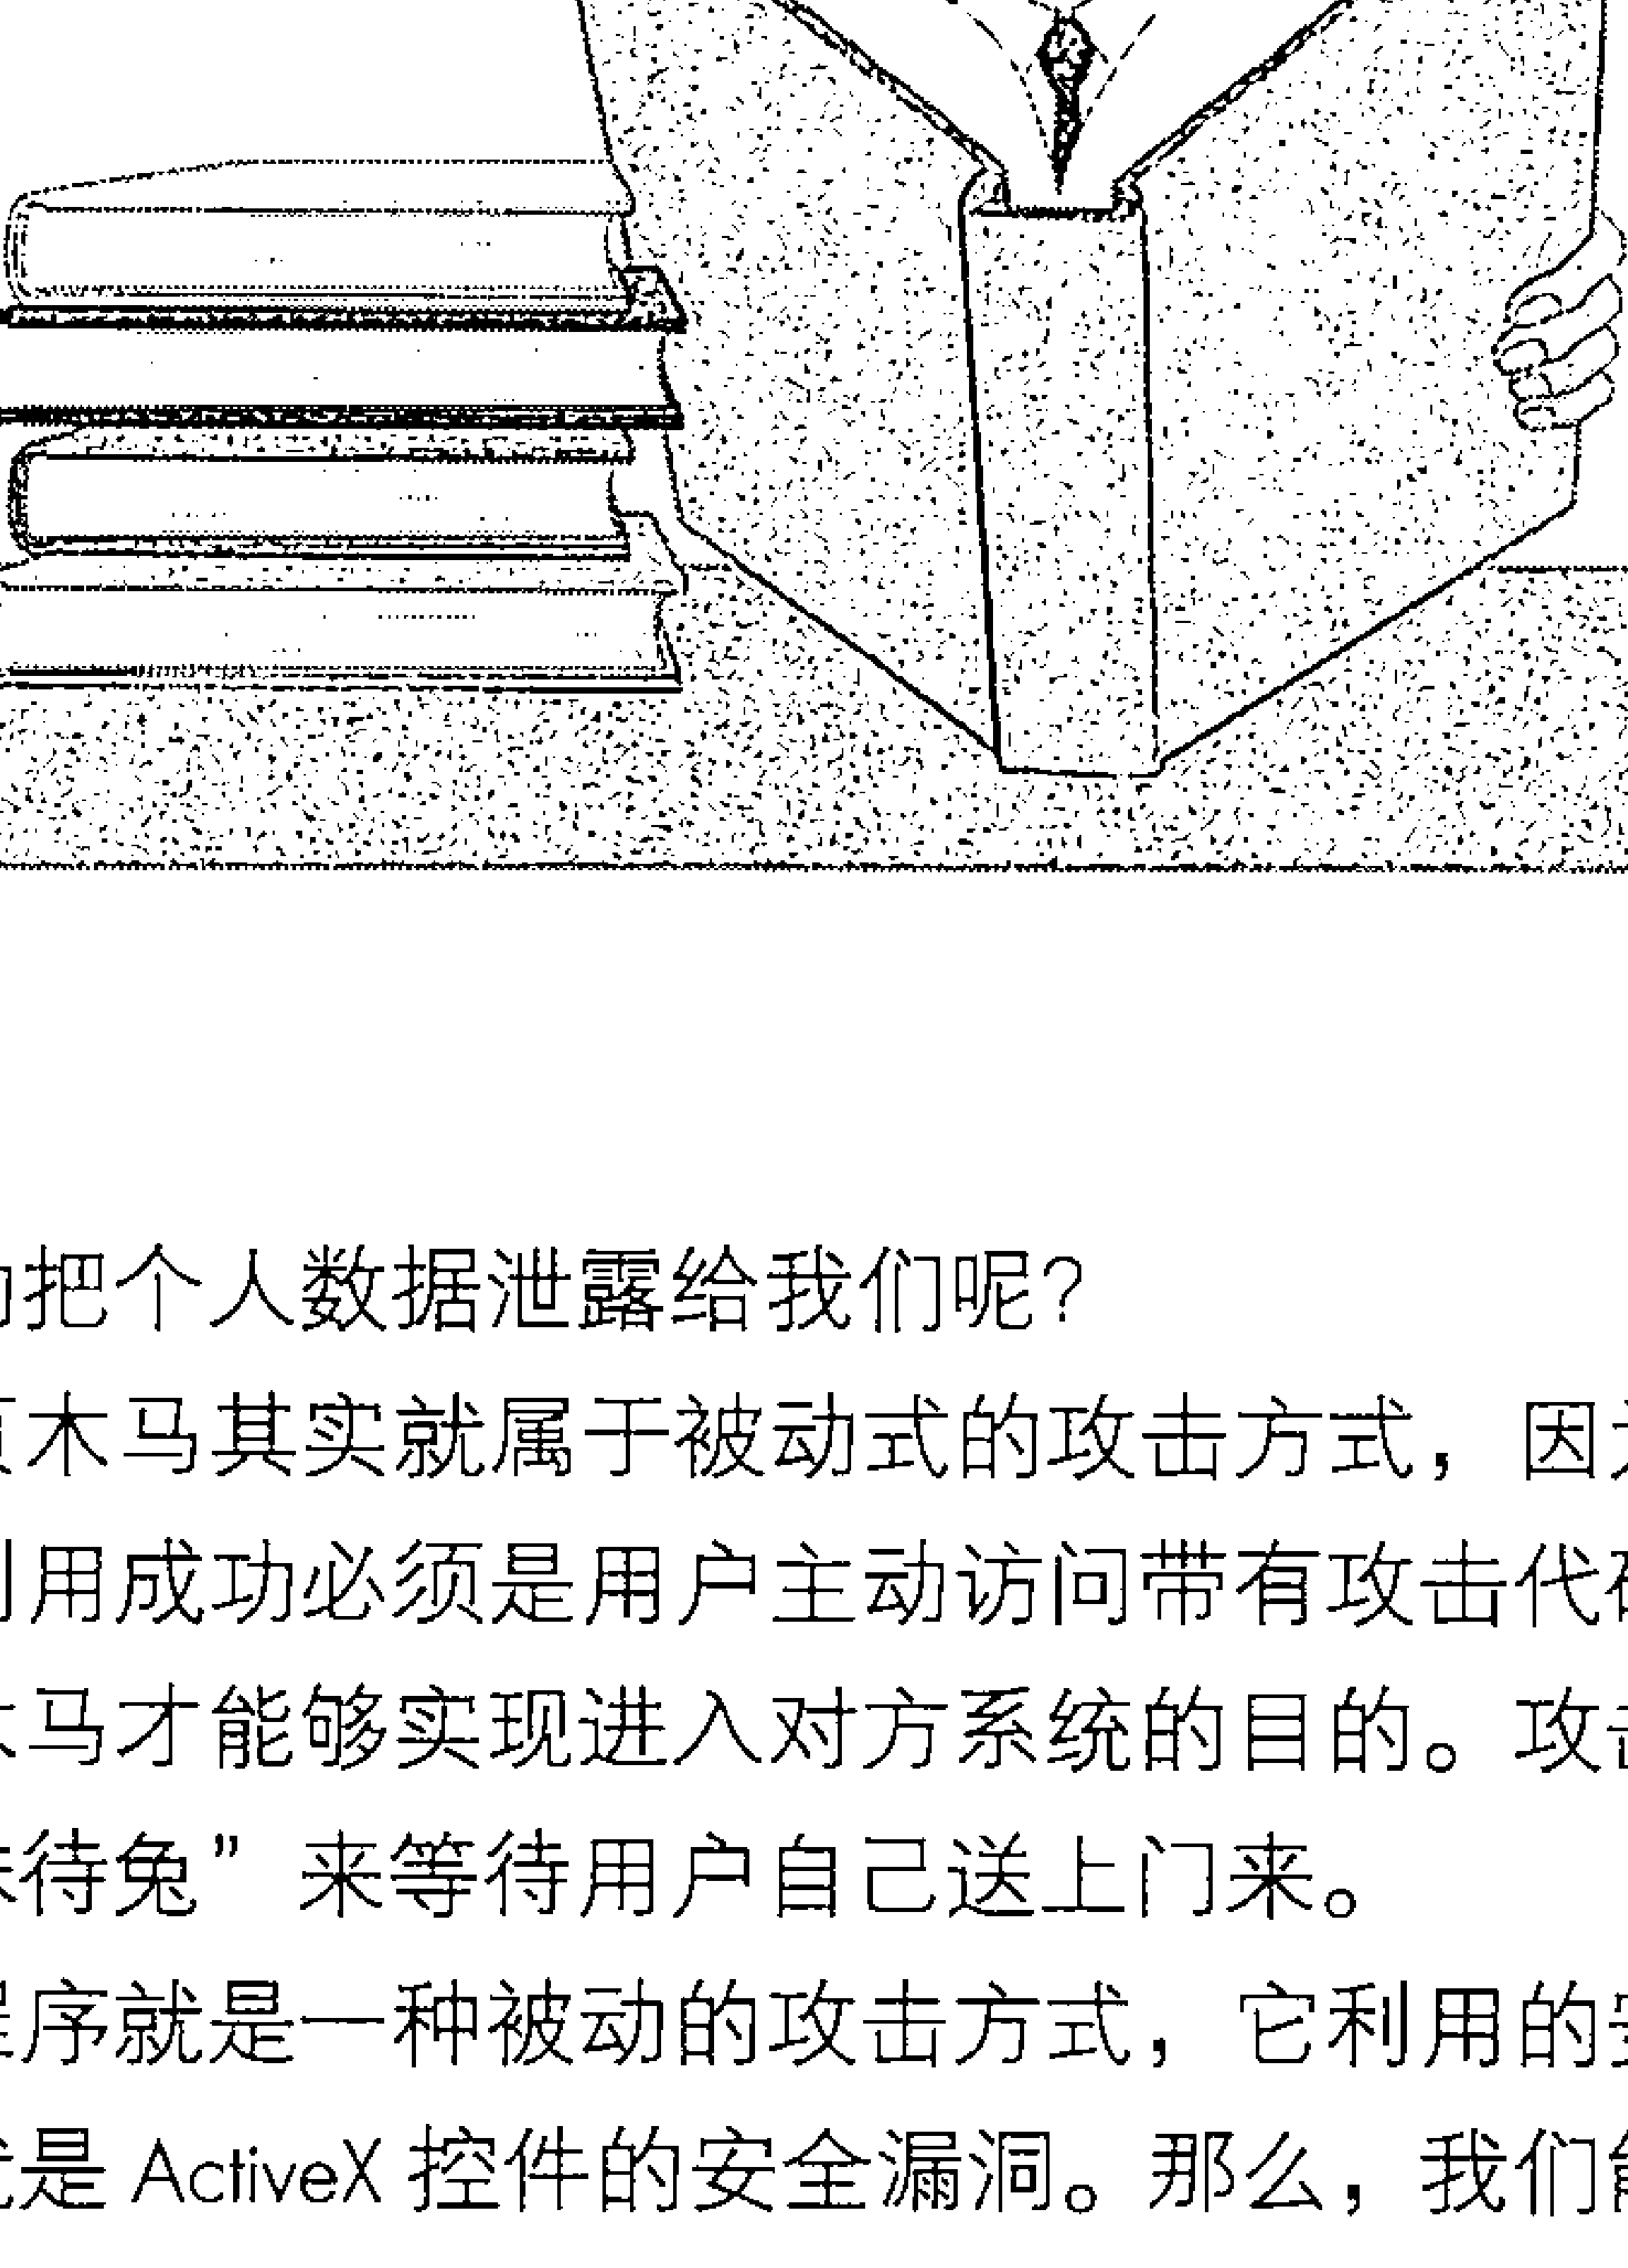 把个人数据泄露给我们呢？
木马其实就属于被动式的攻击方式，因
用成功必须是用户主动访问带有攻击代
马才能够实现进入对方系统的目的。攻
待兔”来等待用户自己送上门来。
序就是一种被动的攻击方式，它利用的
是 ActiveX 控件的安全漏洞。那么，我们